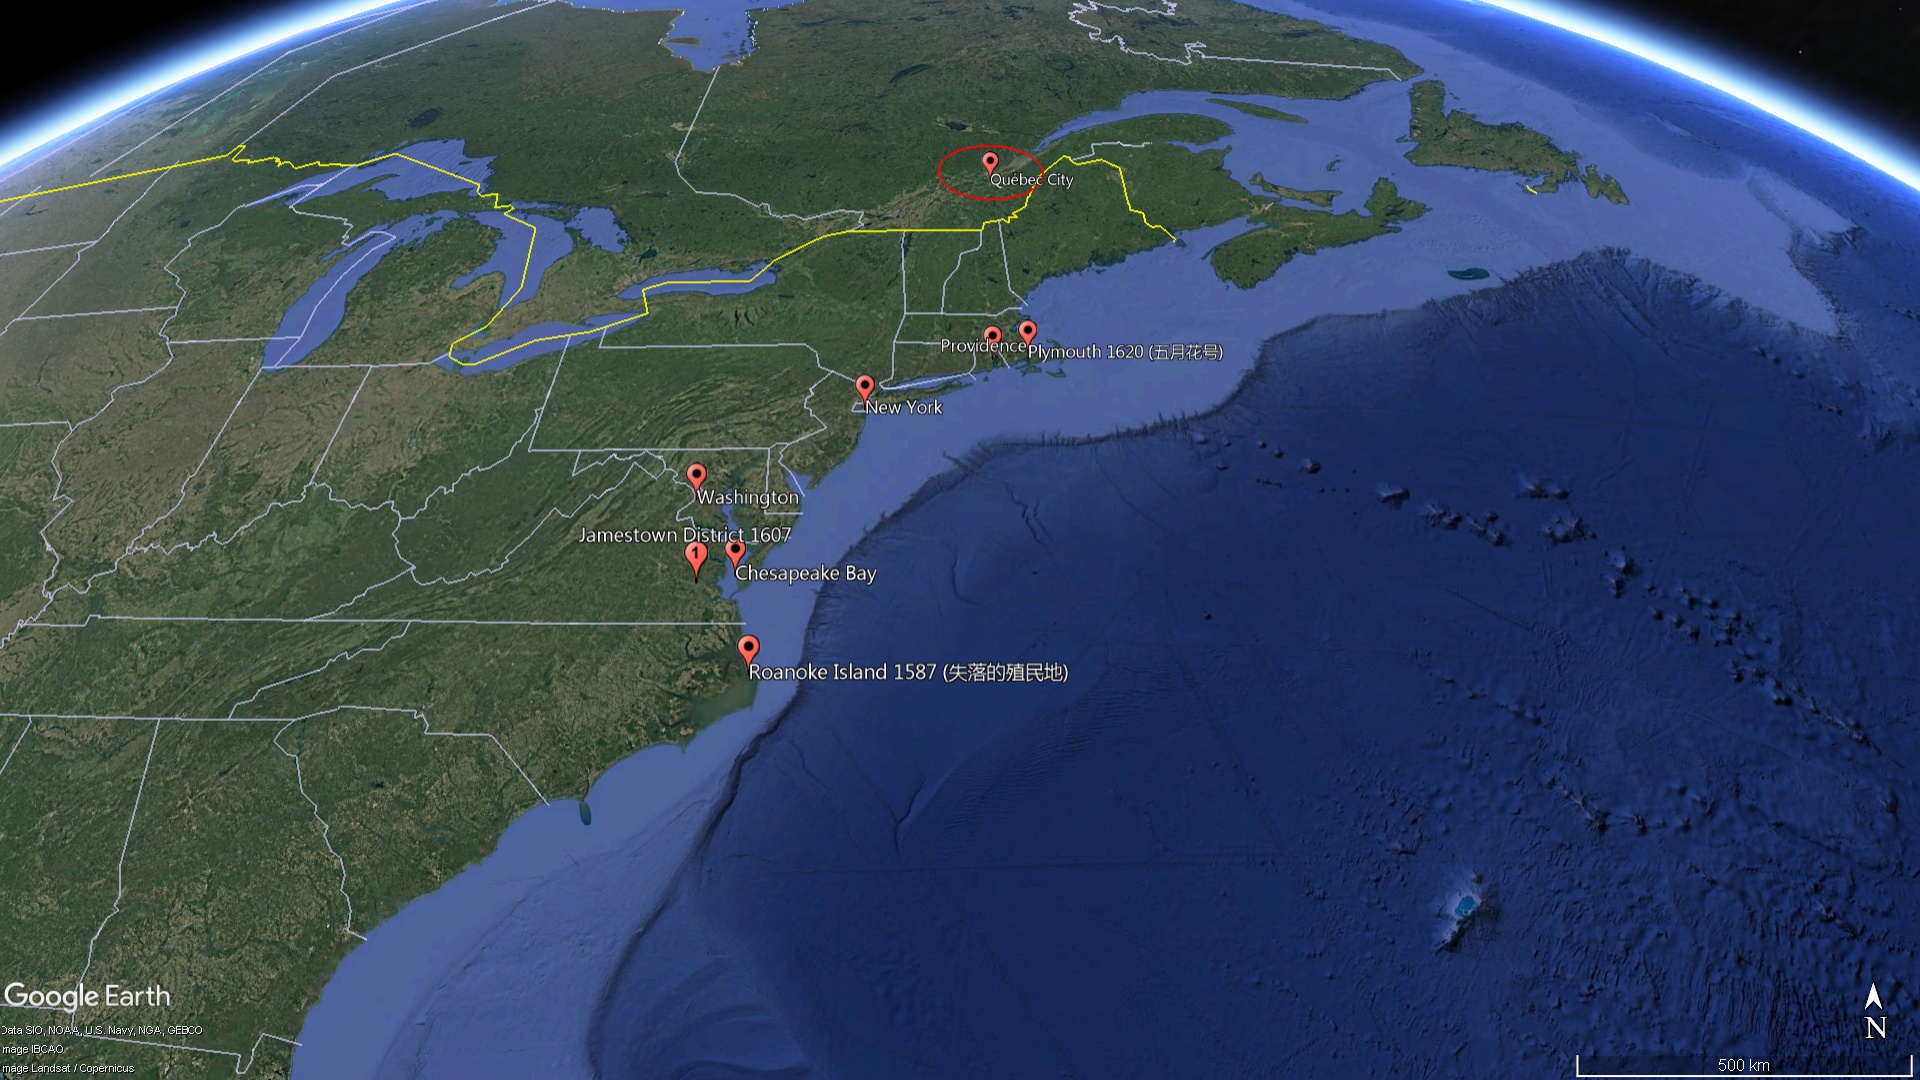 Québec City
Providence
Plymouth 1620 (五月花号)
New York
Washington
Jamestown District 1607
1
Chesapeake Bay
Roanoke Island 1587 (失落的殖民地)
Google Earth
Data SIO, NOAA, U.S. Navy, NGA, GEBCO
mage IBCAO
mage Landsat / Copernicus
N
500 km